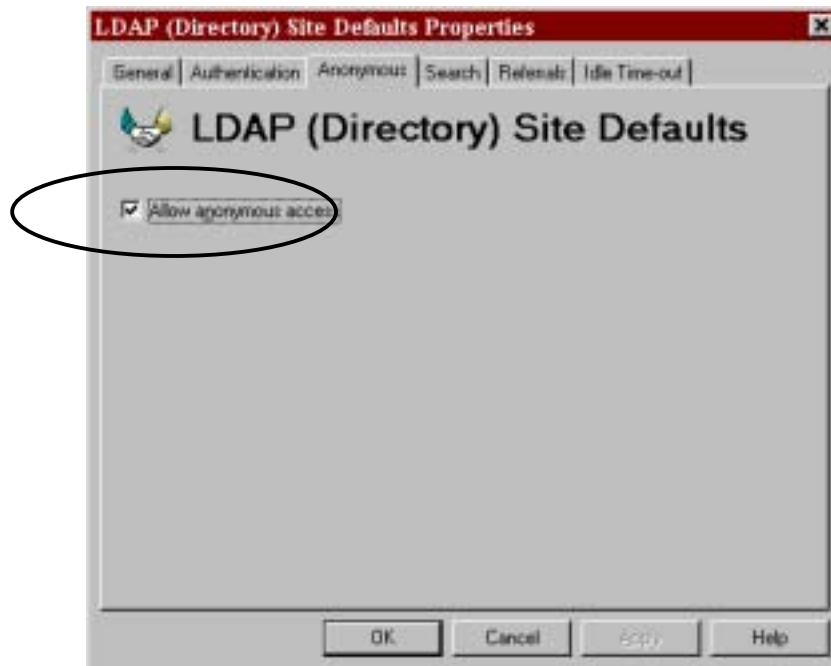 LDAP (Directory) Site Defaults Properties
General Authentication Anonymous Search Referrals Idle Time-out
LDAP (Directory) Site Defaults
Allow anonymous access
OK Cancel Apply Help